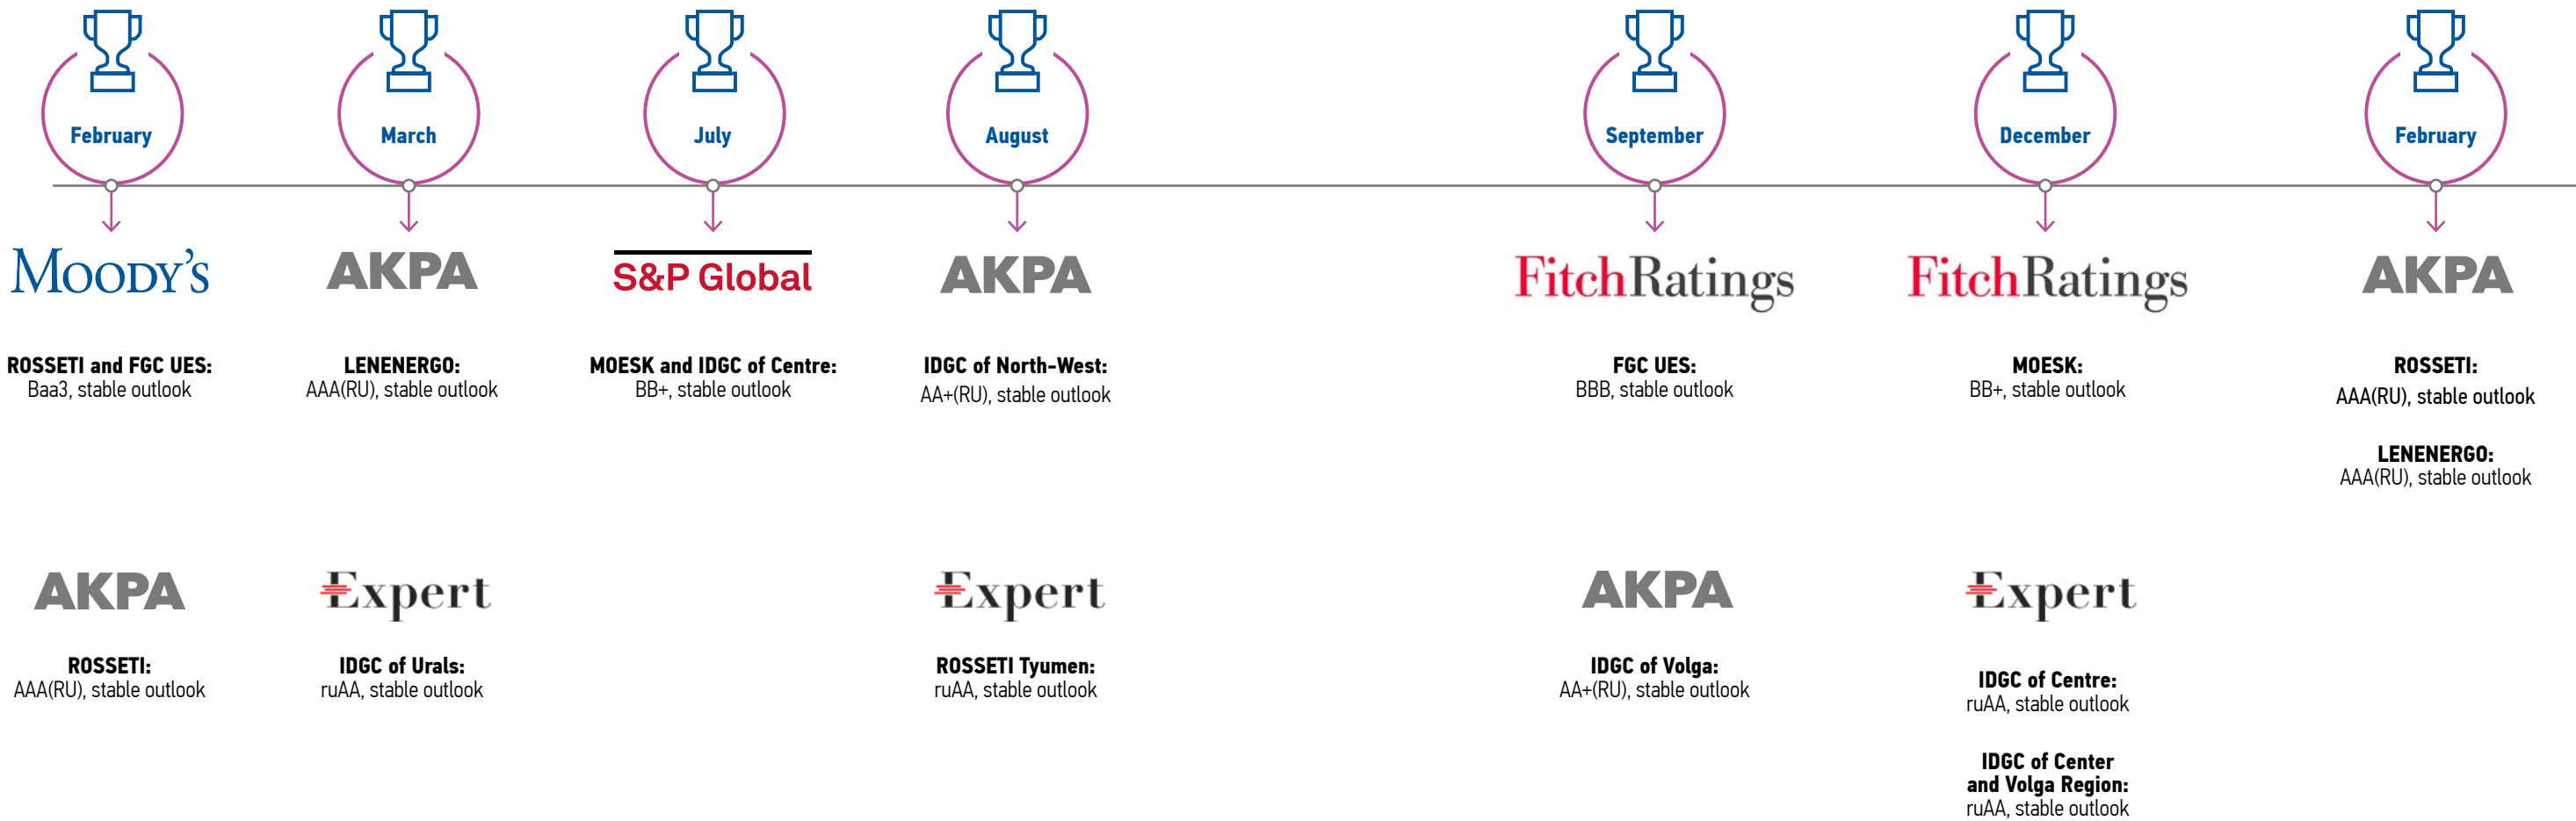 February
MOODY'S
ROSSETI and FGC UES:
Baa3, stable outlook
АКРА
ROSSETI:
AAA(RU), stable outlook
March
АКРА
LENENERGO:
AAA(RU), stable outlook
Expert
IDGC of Urals:
ruAA, stable outlook
July
S&P Global
MOESK and IDGC of Centre:
BB+, stable outlook
August
АКРА
IDGC of North-West:
AA+(RU), stable outlook
Expert
ROSSETI Tyumen:
ruAA, stable outlook
September
FitchRatings
FGC UES:
BBB, stable outlook
АКРА
IDGC of Volga:
AA+(RU), stable outlook
December
FitchRatings
MOESK:
BB+, stable outlook
Expert
IDGC of Centre:
ruAA, stable outlook
IDGC of Center
and Volga Region:
ruAA, stable outlook
February
АКРА
ROSSETI:
AAA(RU), stable outlook
LENENERGO:
AAA(RU), stable outlook